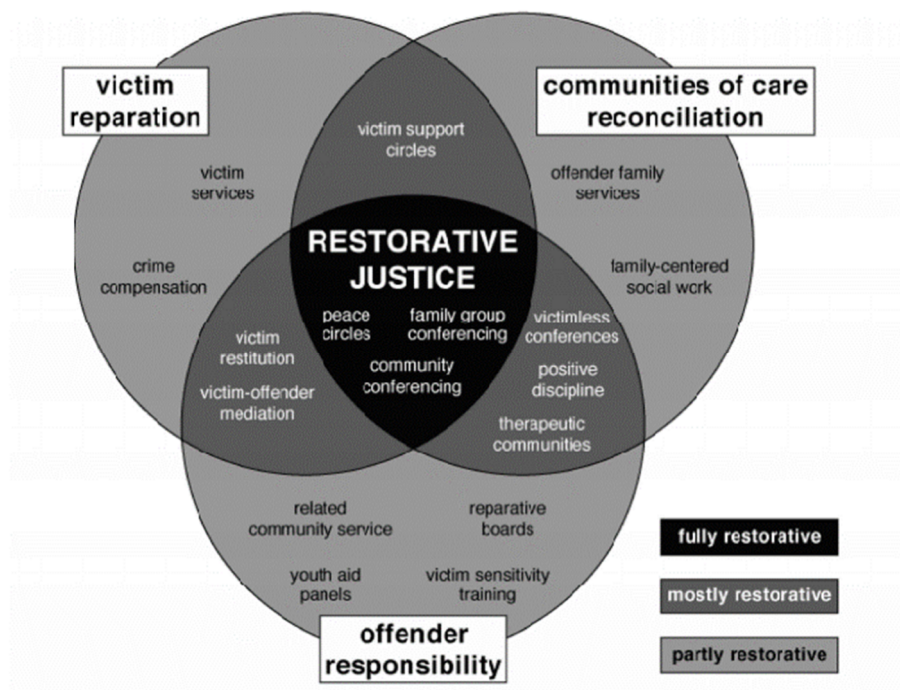 victim
reparation
communities of care
reconciliation
victim support
circles
victim
services
offender family
services
RESTORATIVE
JUSTICE
crime
compensation
family-centered
social work
peace
circles
family group
conferencing
victimless
conferences
victim
restitution
community
conferencing
positive
discipline
victim-offender
mediation
therapeutic
communities
related
community service
reparative
boards
youth aid
panels
victim sensitivity
training
offender
responsibility
fully restorative
mostly restorative
partly restorative